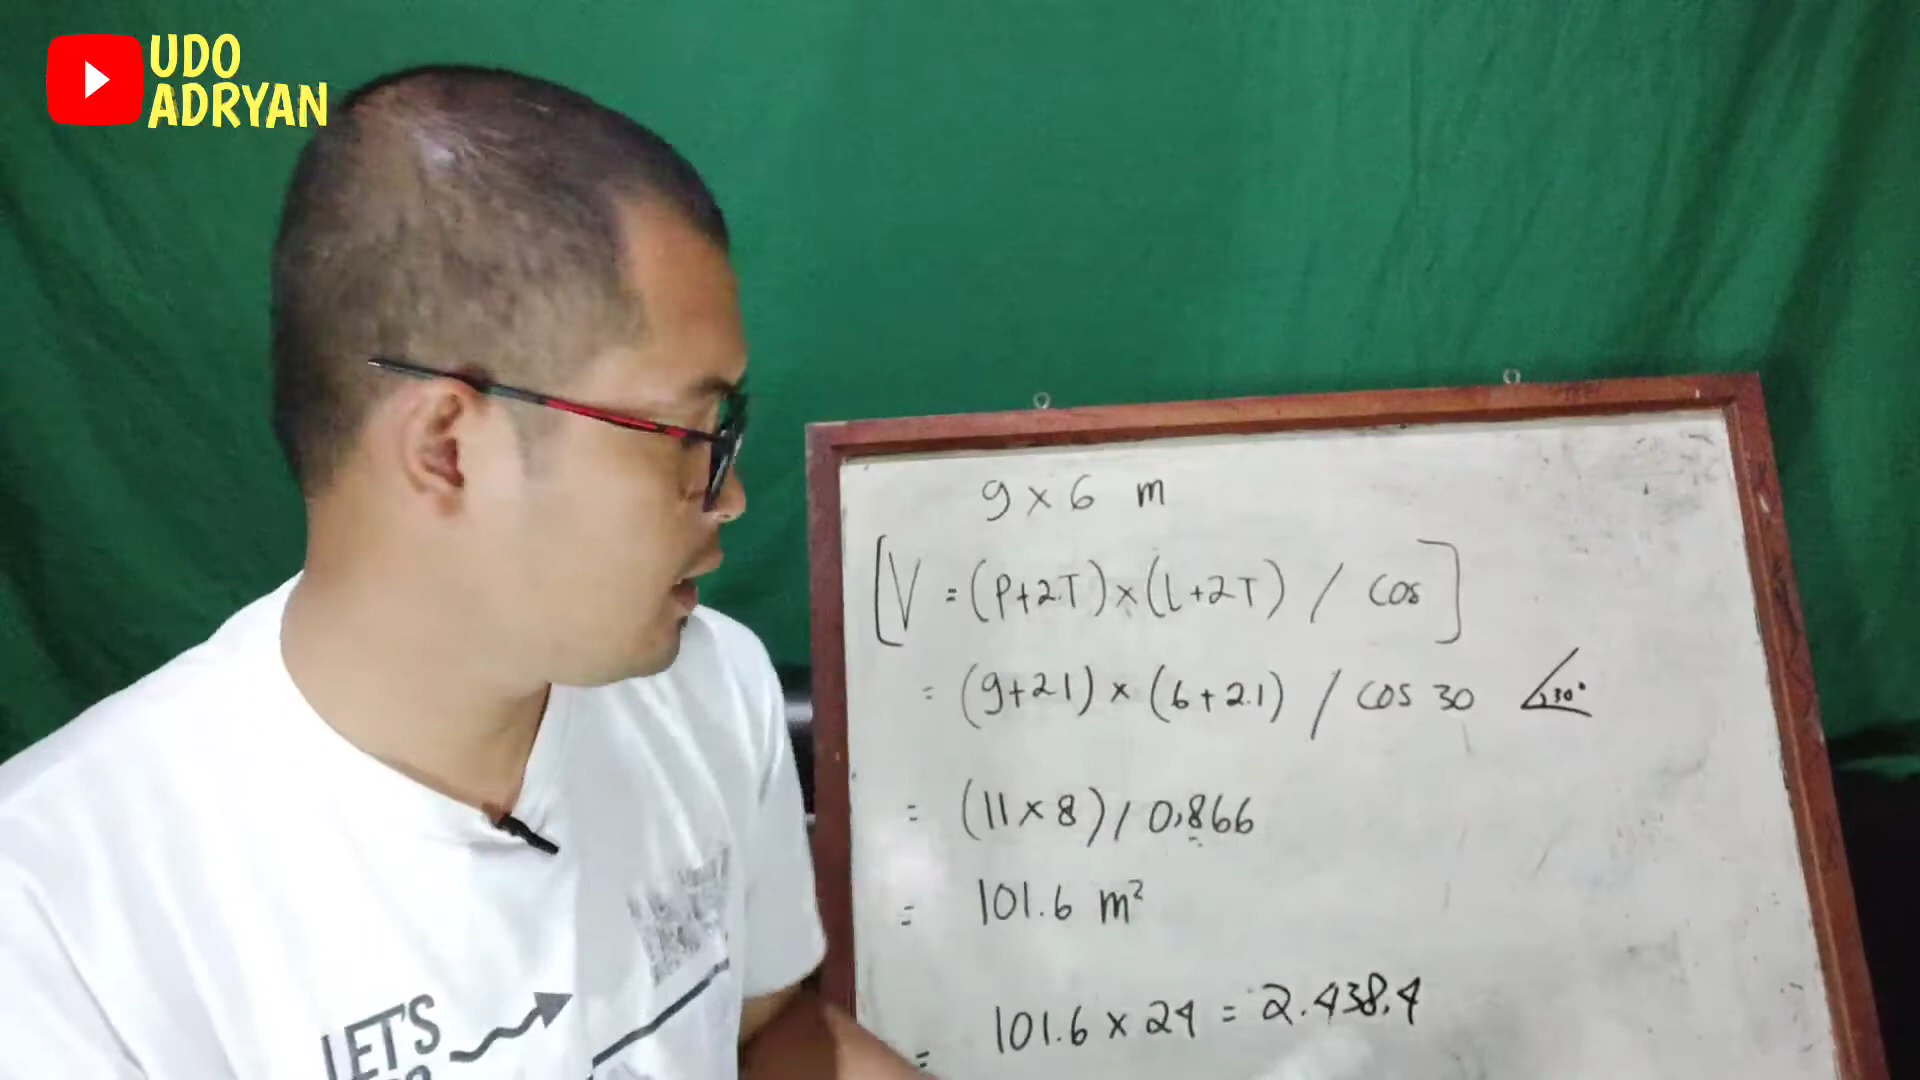 UDO
ADRYAN
9 x 6 m
[V = (P+2.T) x (L+2T) / cos]
= (9+2.1) x (6+2.1) / cos 30 30°
= (11 x 8) / 0,866
= 101.6 m²
= 101.6 x 24 = 2.438,4
LET'S